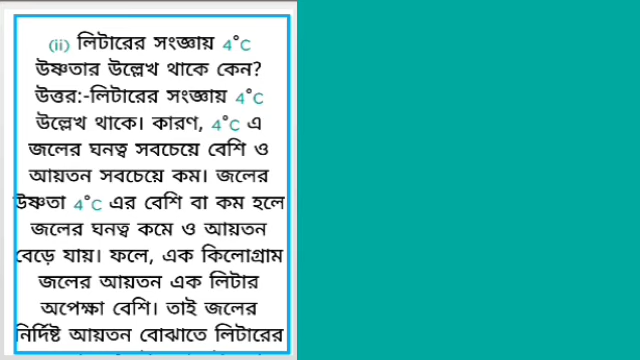 (ii) লিটারের সংজ্ঞায় 4°C
উষ্ণতার উল্লেখ থাকে কেন?
উত্তর:-লিটারের সংজ্ঞায় 4°C
উল্লেখ থাকে। কারণ, 4°C এ
জলের ঘনত্ব সবচেয়ে বেশি ও
আয়তন সবচেয়ে কম। জলের
উষ্ণতা 4°C এর বেশি বা কম হলে
জলের ঘনত্ব কমে ও আয়তন
বেড়ে যায়। ফলে, এক কিলোগ্রাম
জলের আয়তন এক লিটার
অপেক্ষা বেশি। তাই জলের
নির্দিষ্ট আয়তন বোঝাতে লিটারের